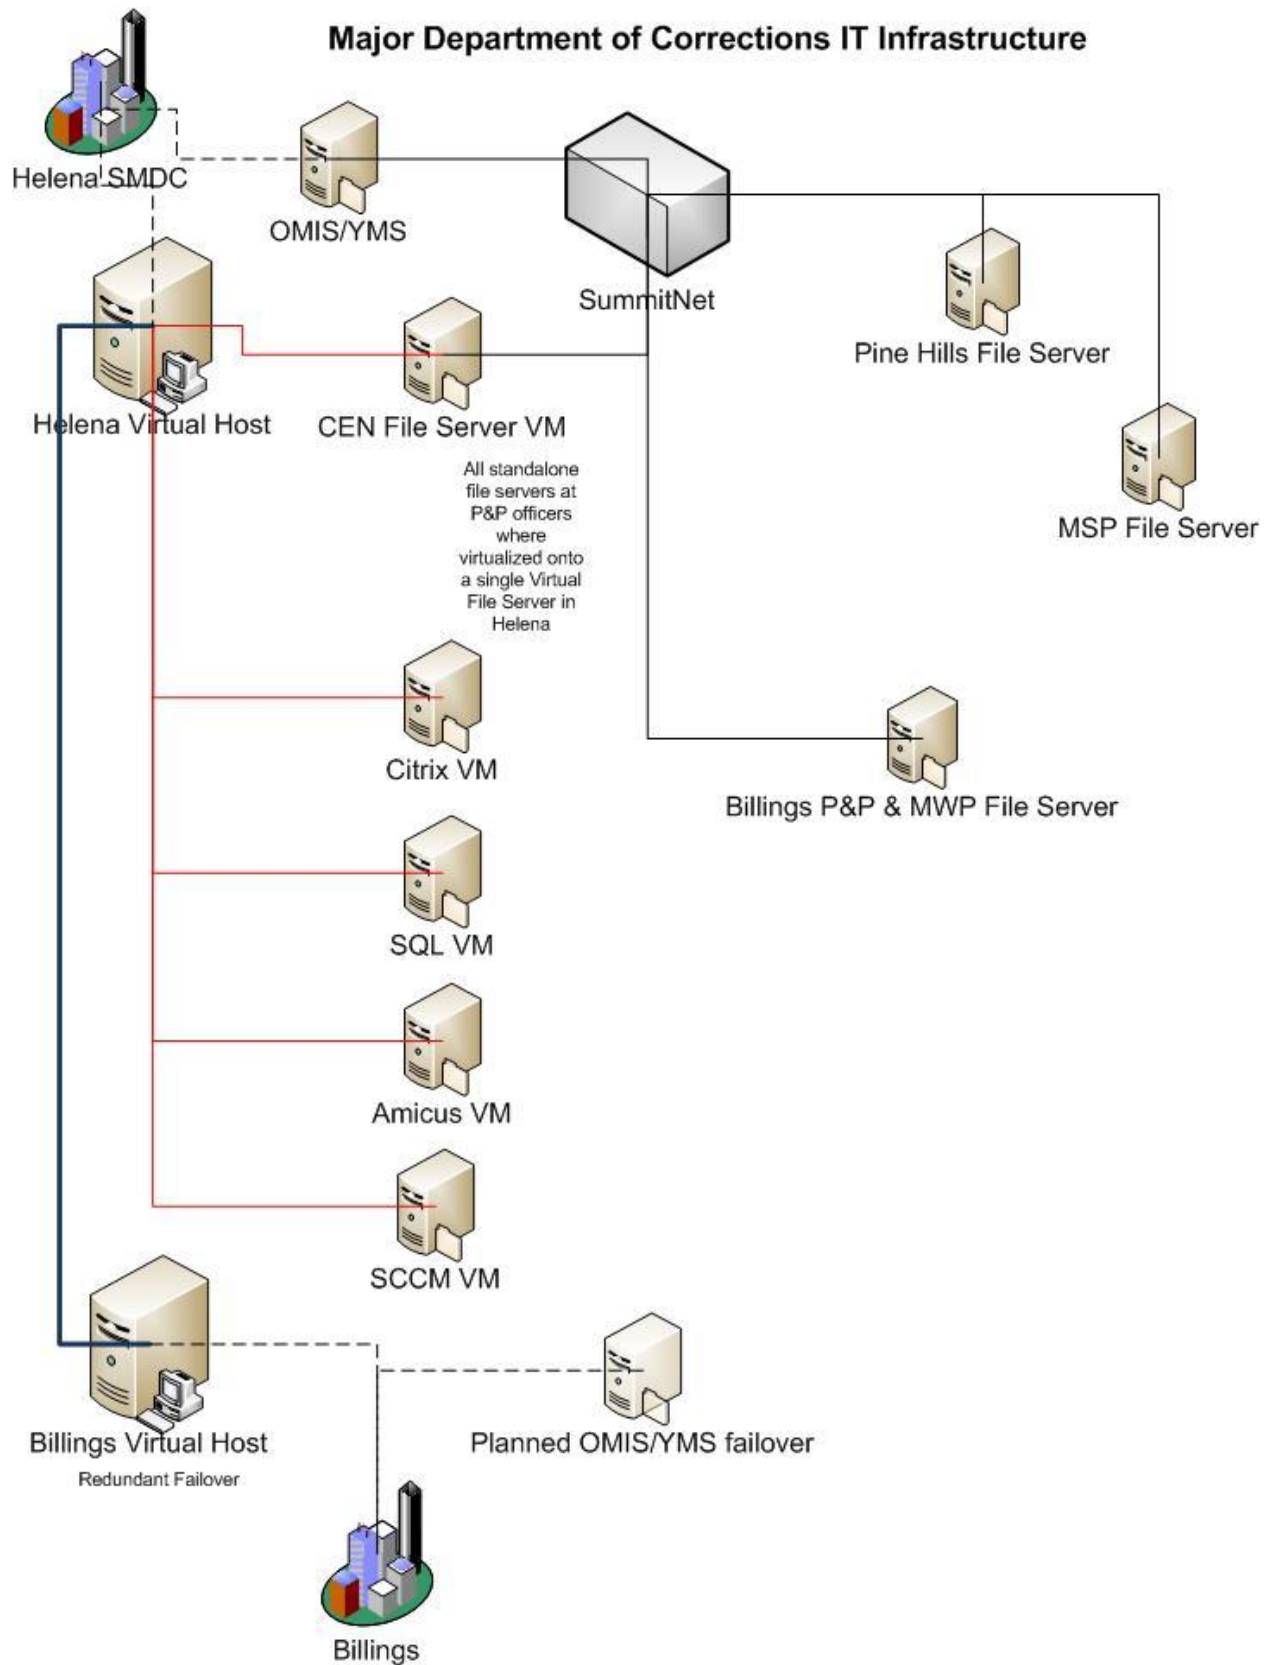 Major Department of Corrections IT Infrastructure
Helena SMDC
OMIS/YMS
SummitNet
Pine Hills File Server
Helena Virtual Host
CEN File Server VM
All standalone
file servers at
P&P officers
where
virtualized onto
a single Virtual
File Server in
Helena
MSP File Server
Citrix VM
Billings P&P & MWP File Server
SQL VM
Amicus VM
SCCM VM
Billings Virtual Host
Redundant Failover
Planned OMIS/YMS failover
Billings